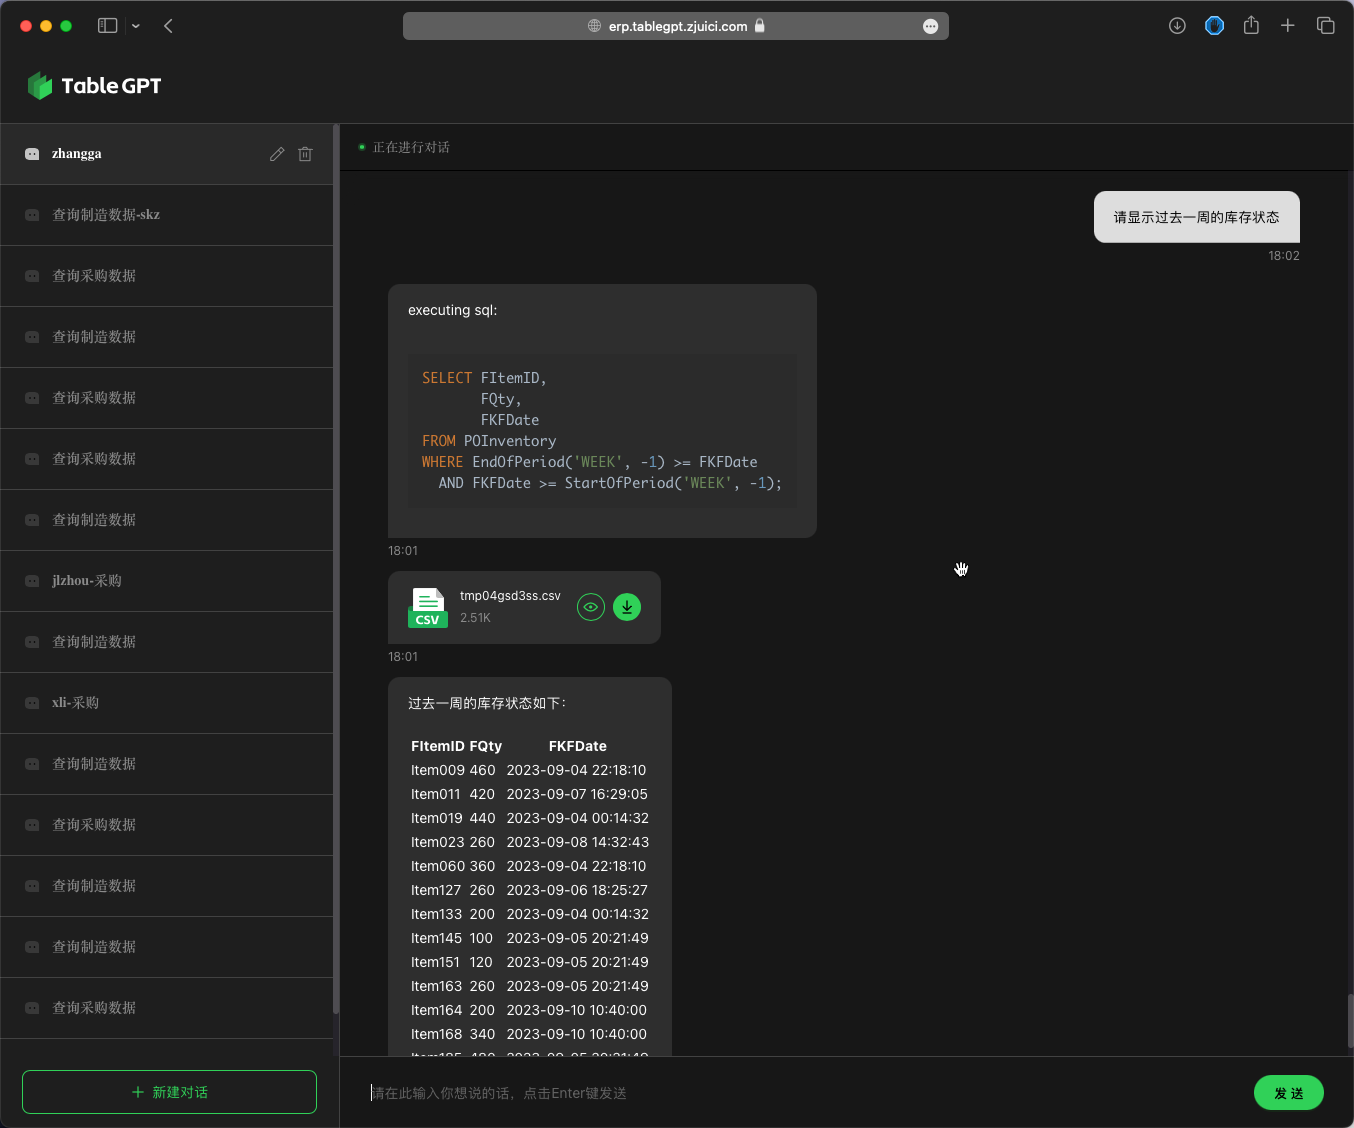 erp.tablegpt.zjuici.com
TableGPT
zhangga
查询制造数据-skz
查询采购数据
查询制造数据
查询采购数据
查询采购数据
查询制造数据
jlzhou-采购
查询制造数据
xli-采购
查询制造数据
查询采购数据
查询制造数据
查询制造数据
查询采购数据
+ 新建对话
正在进行对话
请显示过去一周的库存状态
18:02
executing sql:
SELECT FItemID,
FQty,
FKFDate
FROM POInventory
WHERE EndOfPeriod('WEEK', -1) >= FKFDate
AND FKFDate >= StartOfPeriod('WEEK', -1);
18:01
CSV
tmp04gsd3ss.csv
2.51K
18:01
过去一周的库存状态如下：
FItemID FQty FKFDate
Item009 460 2023-09-04 22:18:10
Item011 420 2023-09-07 16:29:05
Item019 440 2023-09-04 00:14:32
Item023 260 2023-09-08 14:32:43
Item060 360 2023-09-04 22:18:10
Item127 260 2023-09-06 18:25:27
Item133 200 2023-09-04 00:14:32
Item145 100 2023-09-05 20:21:49
Item151 120 2023-09-05 20:21:49
Item163 260 2023-09-05 20:21:49
Item164 200 2023-09-10 10:40:00
Item168 340 2023-09-10 10:40:00
请在此输入你想说的话，点击Enter键发送
发 送